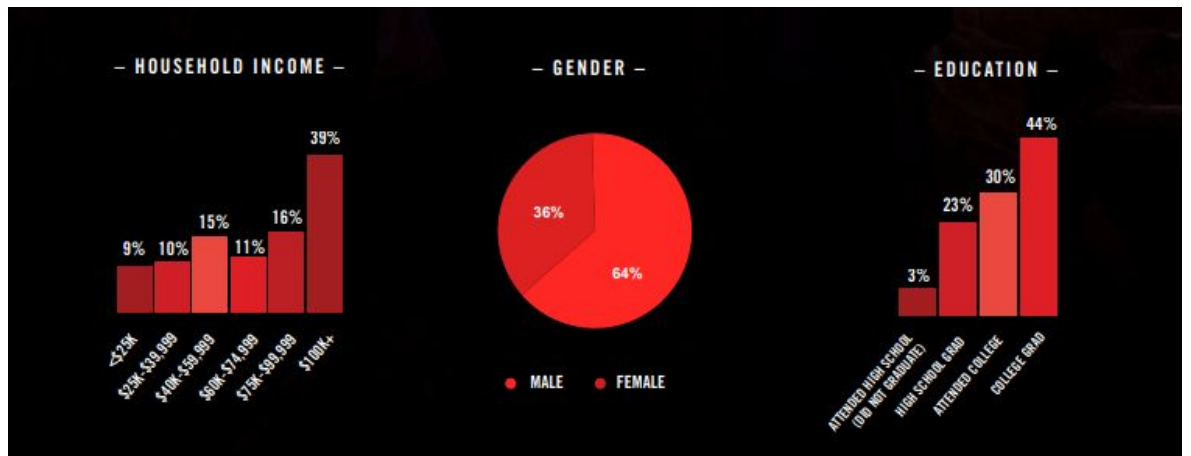 – HOUSEHOLD INCOME –
39%
16%
15%
11%
10%
9%
<$25K
$25K-$39,999
$40K-$59,999
$60K-$74,999
$75K-$99,999
$100K+
– GENDER –
36%
64%
MALE
FEMALE
– EDUCATION –
44%
30%
23%
3%
ATTENDED HIGH SCHOOL
(DID NOT GRADUATE)
HIGH SCHOOL GRAD
ATTENDED COLLEGE
COLLEGE GRAD